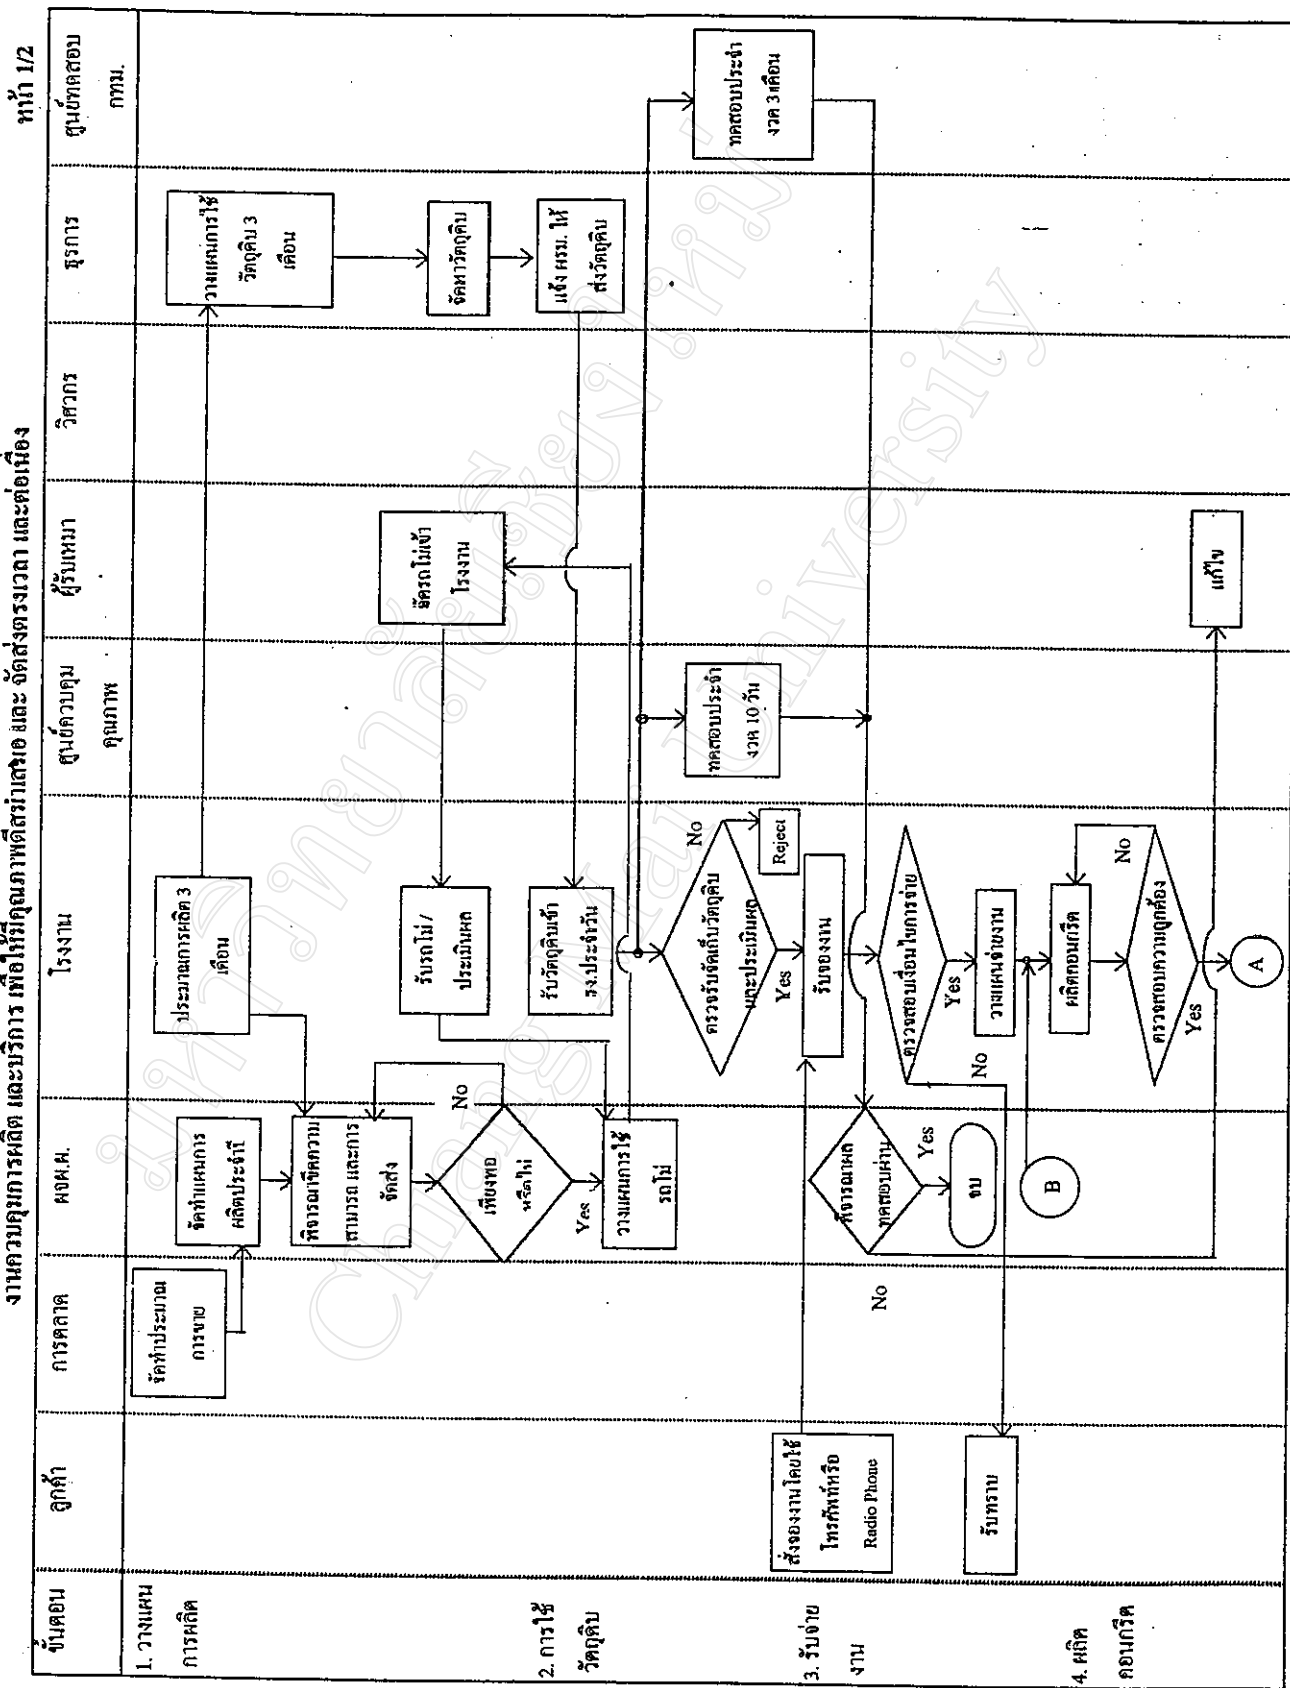 หน้า 1/2
งานควบคุมการผลิต และบริการ เพื่อให้มีคุณภาพดีสม่ำเสมอ และ จัดส่งตรงเวลา และต่อเนื่อง
ขั้นตอน
ลูกค้า
การตลาด
ผจผ.ผ.
โรงงาน
ศูนย์ควบคุม
คุณภาพ
ผู้รับเหมา
วิศวกร
ธุรการ
ศูนย์ทดสอบ
กทม.
1. วางแผน
การผลิต
จัดทำประมาณ
การขาย
จัดทำแผนการ
ผลิตประจำปี
ประมาณการผลิต 3
เดือน
วางแผนการใช้
วัตถุดิบ 3
เดือน
พิจารณาขีดความ
สามารถ และการ
จัดส่ง
จัดรถโม่เข้า
โรงงาน
รับรถโม่ /
ประเมินผล
จัดหาวัตถุดิบ
เพียงพอ
หรือไม่
No
Yes
2. การใช้
วัตถุดิบ
แจ้ง ผรม. ให้
ส่งวัตถุดิบ
รับวัตถุดิบเข้า
รง.ประจำวัน
วางแผนการใช้
รถโม่
ตรวจรับจัดเก็บวัตถุดิบ
และประเมินผล
No
Yes
Reject
ทดสอบประจำ
งวด 10 วัน
ทดสอบประจำ
งวด 3 เดือน
3. รับจ่าย
งาน
สั่งจองงานโดยใช้
โทรศัพท์หรือ
Radio Phone
รับจองงาน
พิจารณาผล
ทดสอบผ่าน
No
Yes
จบ
ตรวจสอบเงื่อนไขการจ่าย
Yes
No
รับทราบ
วางแผนจ่ายงาน
B
4. ผลิต
คอนกรีต
ผลิตคอนกรีต
ตรวจสอบความถูกต้อง
No
Yes
แก้ไข
A
มหาวิทยาลัยเชียงใหม่
Chiang Mai University